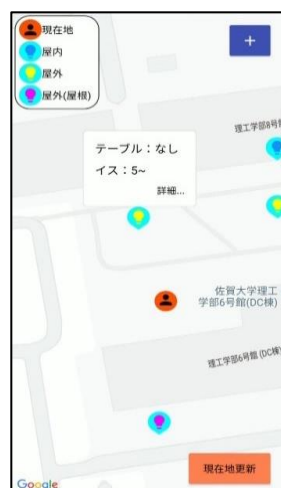 現在地
屋内
屋外
屋外(屋根)
+
理工学部8号館
テーブル：なし
イス：5~
詳細...
佐賀大学理工
学部6号館(DC棟)
理工学部6号館 (DC棟)
Google
現在地更新